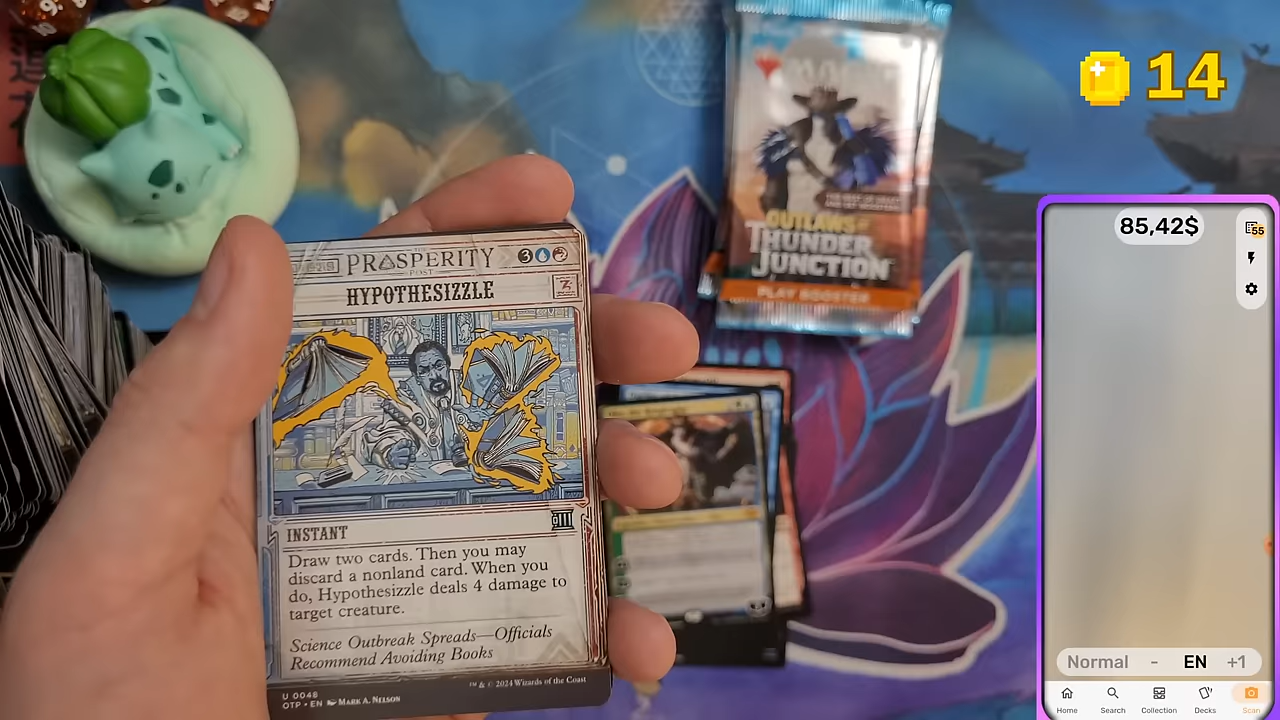 14
85,42$
55
OUTLAWS OF
THUNDER
JUNCTION
PLAY BOOSTER
THE
PROSPERITY
POST
3
HYPOTHESIZZLE
INSTANT
Draw two cards. Then you may
discard a nonland card. When you
do, Hypothesizzle deals 4 damage to
target creature.
Science Outbreak Spreads—Officials
Recommend Avoiding Books
U 0048
OTP • EN MARK A. NELSON
™ & © 2024 Wizards of the Coast
Normal - EN +1
Home Search Collection Decks Scan